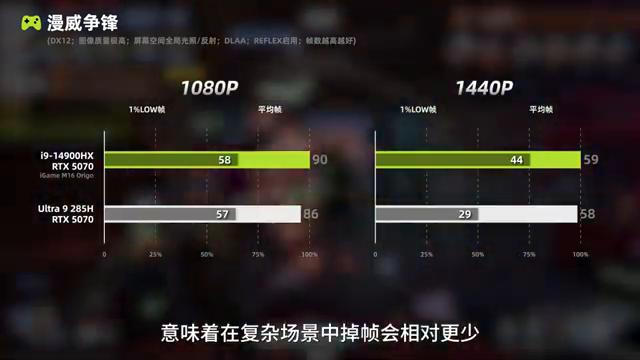 漫威争锋
(DX12；图像质量极高；屏幕空间全局光照/反射；DLAA；REFLEX启用；帧数越高越好)
1080P
1440P
1%LOW帧 平均帧
1%LOW帧 平均帧
i9-14900HX
RTX 5070
iGame M16 Origo
58 90
44 59
Ultra 9 285H
RTX 5070
57 86
29 58
0 25% 50% 75% 100%
0 25% 50% 75% 100%
意味着在复杂场景中掉帧会相对更少